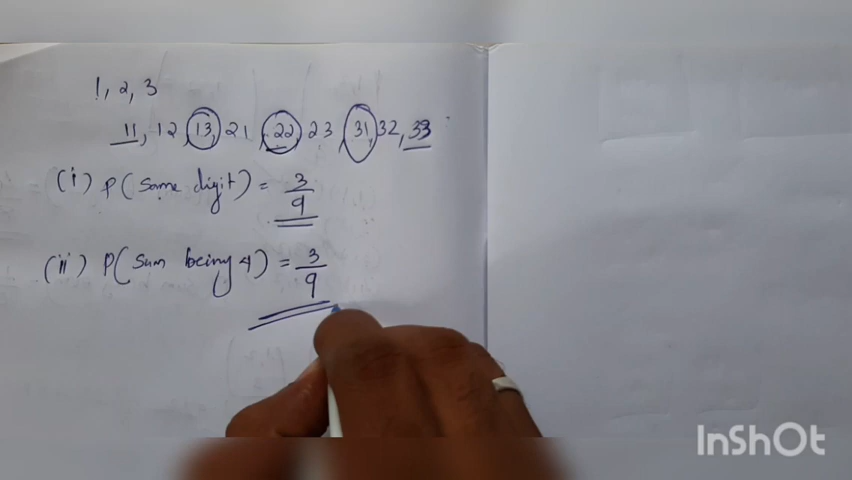 1, 2, 3
11, 12, 13, 21, 22, 23, 31, 32, 33
(i) P(Same digit) = 3/9
(ii) P(Sum being 4) = 3/9
InShOt